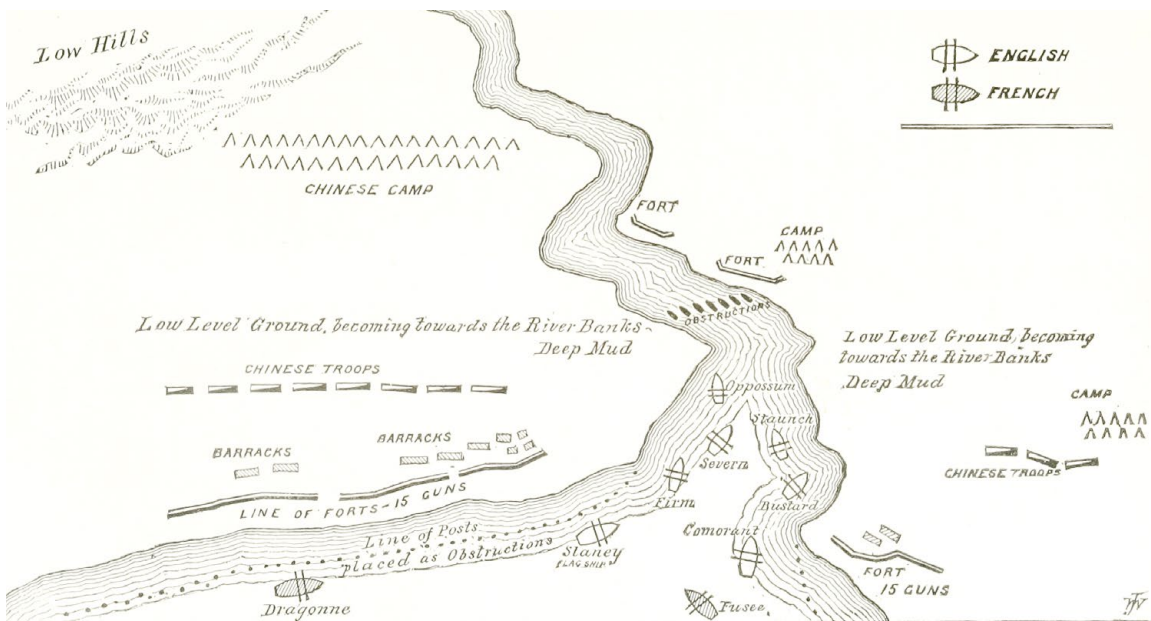 Low Hills
ENGLISH
FRENCH
CHINESE CAMP
FORT
CAMP
FORT
OBSTRUCTIONS
Low Level Ground, becoming towards the River Banks
Deep Mud
Low Level Ground, becoming
towards the River Banks
Deep Mud
CHINESE TROOPS
Oppossum
CAMP
Staunch
BARRACKS
BARRACKS
Severn
CHINESE TROOPS
LINE OF FORTS - 15 GUNS
Firm
Bustard
Line of Posts
placed as Obstructions
Slaney
FLAG SHIP
Comorant
FORT
15 GUNS
Dragonne
Fusee